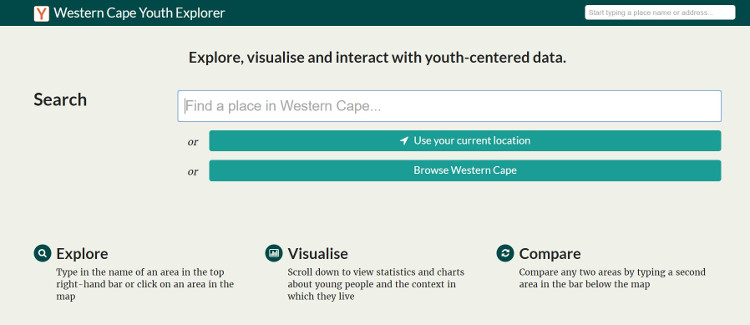 Y Western Cape Youth Explorer
Start typing a place name or address...
Explore, visualise and interact with youth-centered data.
Search
Find a place in Western Cape...
or
Use your current location
or
Browse Western Cape
Explore
Type in the name of an area in the top
right-hand bar or click on an area in the
map
Visualise
Scroll down to view statistics and charts
about young people and the context in
which they live
Compare
Compare any two areas by typing a second
area in the bar below the map